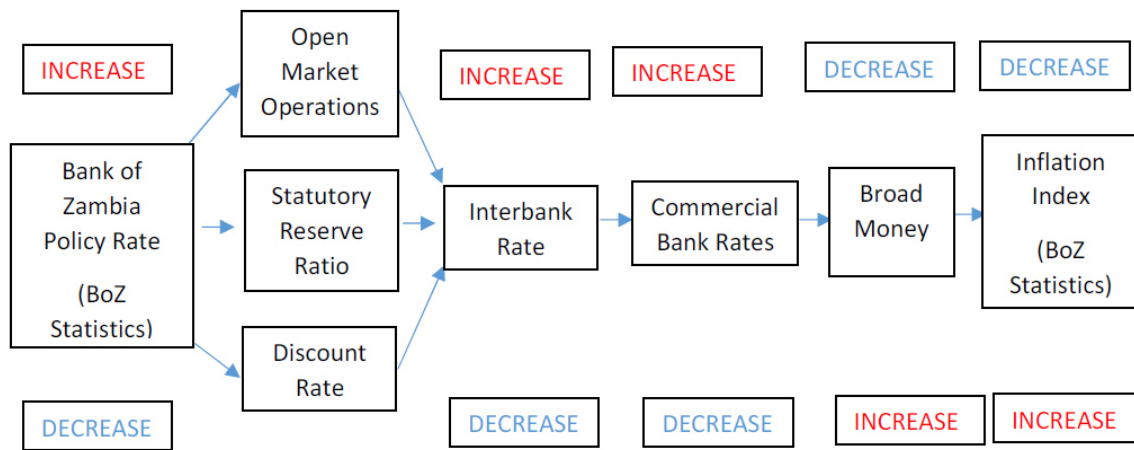 Open
Market
Operations
INCREASE
INCREASE
INCREASE
DECREASE
DECREASE
Bank of
Zambia
Policy Rate
(BoZ
Statistics)
Statutory
Reserve
Ratio
Interbank
Rate
Commercial
Bank Rates
Broad
Money
Inflation
Index
(BoZ
Statistics)
Discount
Rate
DECREASE
DECREASE
DECREASE
INCREASE
INCREASE